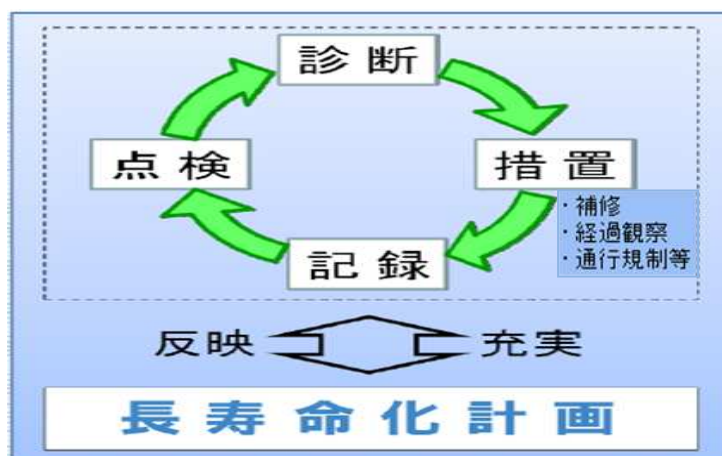 診断
点検
措置
・補修
・経過観察
・通行規制等
記録
反映
充実
長寿命化計画